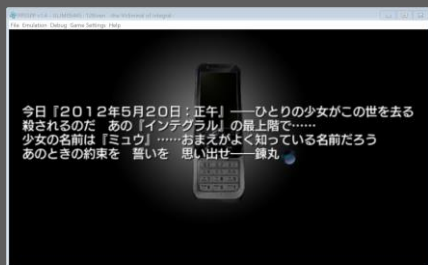 File Emulation Debug Game Settings Help
今日『２０１２年５月２０日：正午』――ひとりの少女がこの世を去る
殺されるのだ　あの『インテグラル』の最上階で……
少女の名前は『ミュウ』……おまえがよく知っている名前だろう
あのときの約束を　誓いを　思い出せ――錬丸